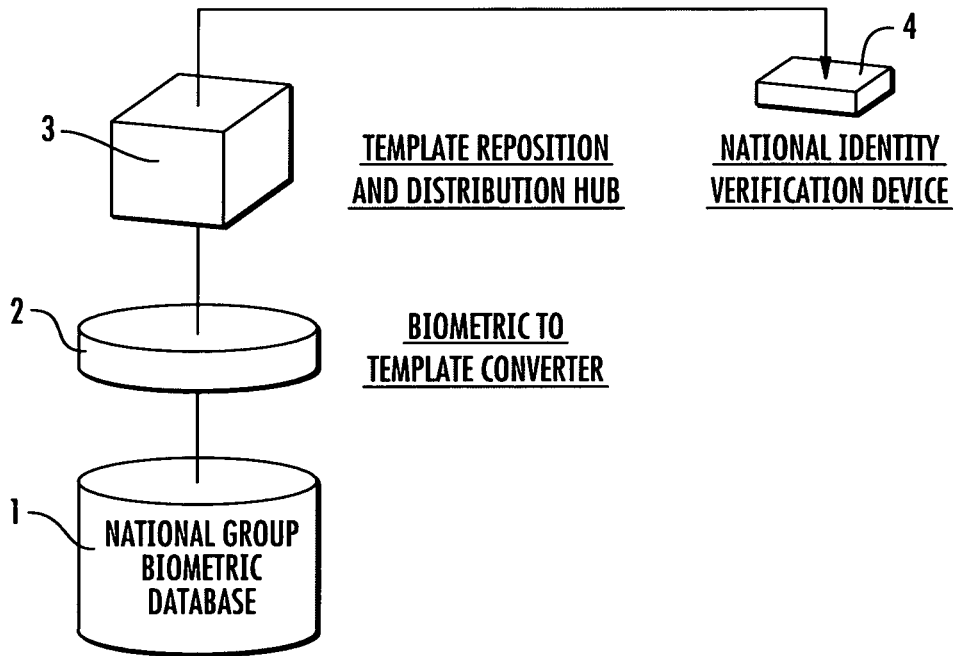 4
3
TEMPLATE REPOSITION
AND DISTRIBUTION HUB
NATIONAL IDENTITY
VERIFICATION DEVICE
2
BIOMETRIC TO
TEMPLATE CONVERTER
1
NATIONAL GROUP
BIOMETRIC
DATABASE